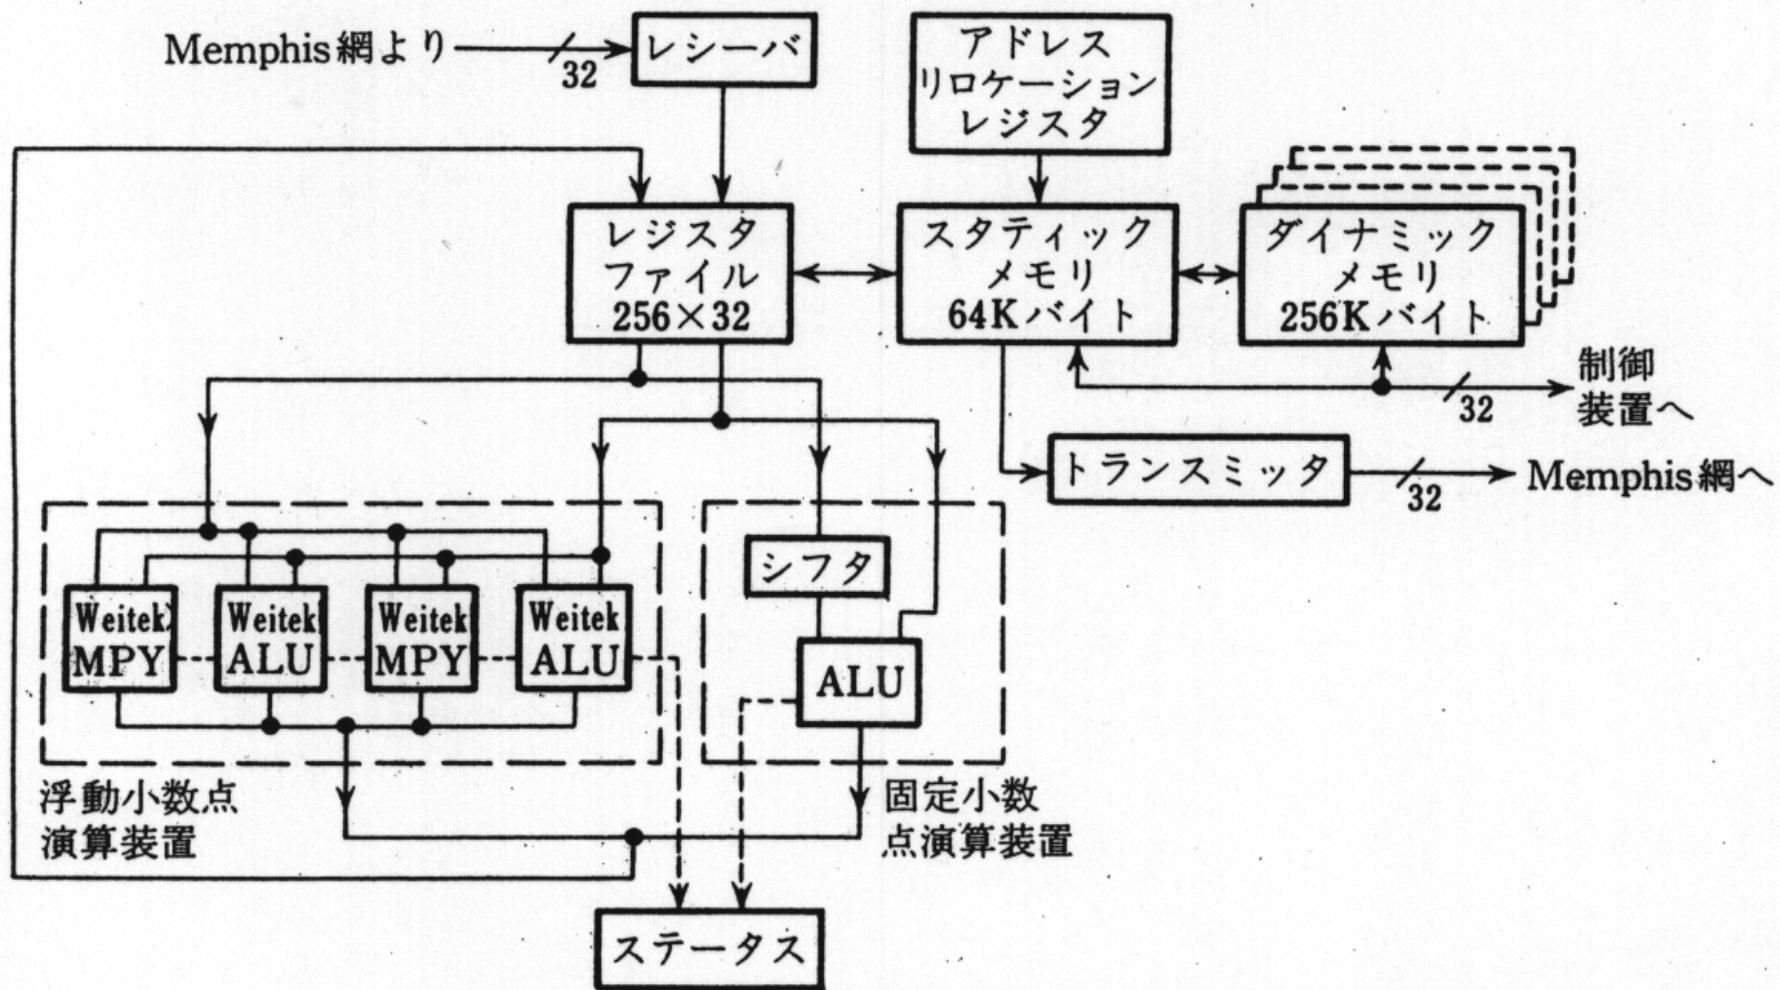 Memphis網より
32
レシーバ
アドレス
リロケーション
レジスタ
レジスタ
ファイル
256×32
スタティック
メモリ
64Kバイト
ダイナミック
メモリ
256Kバイト
制御
装置へ
32
トランスミッタ
32
Memphis網へ
シフタ
Weitek
MPY
Weitek
ALU
Weitek
MPY
Weitek
ALU
ALU
浮動小数点
演算装置
固定小数
点演算装置
ステータス